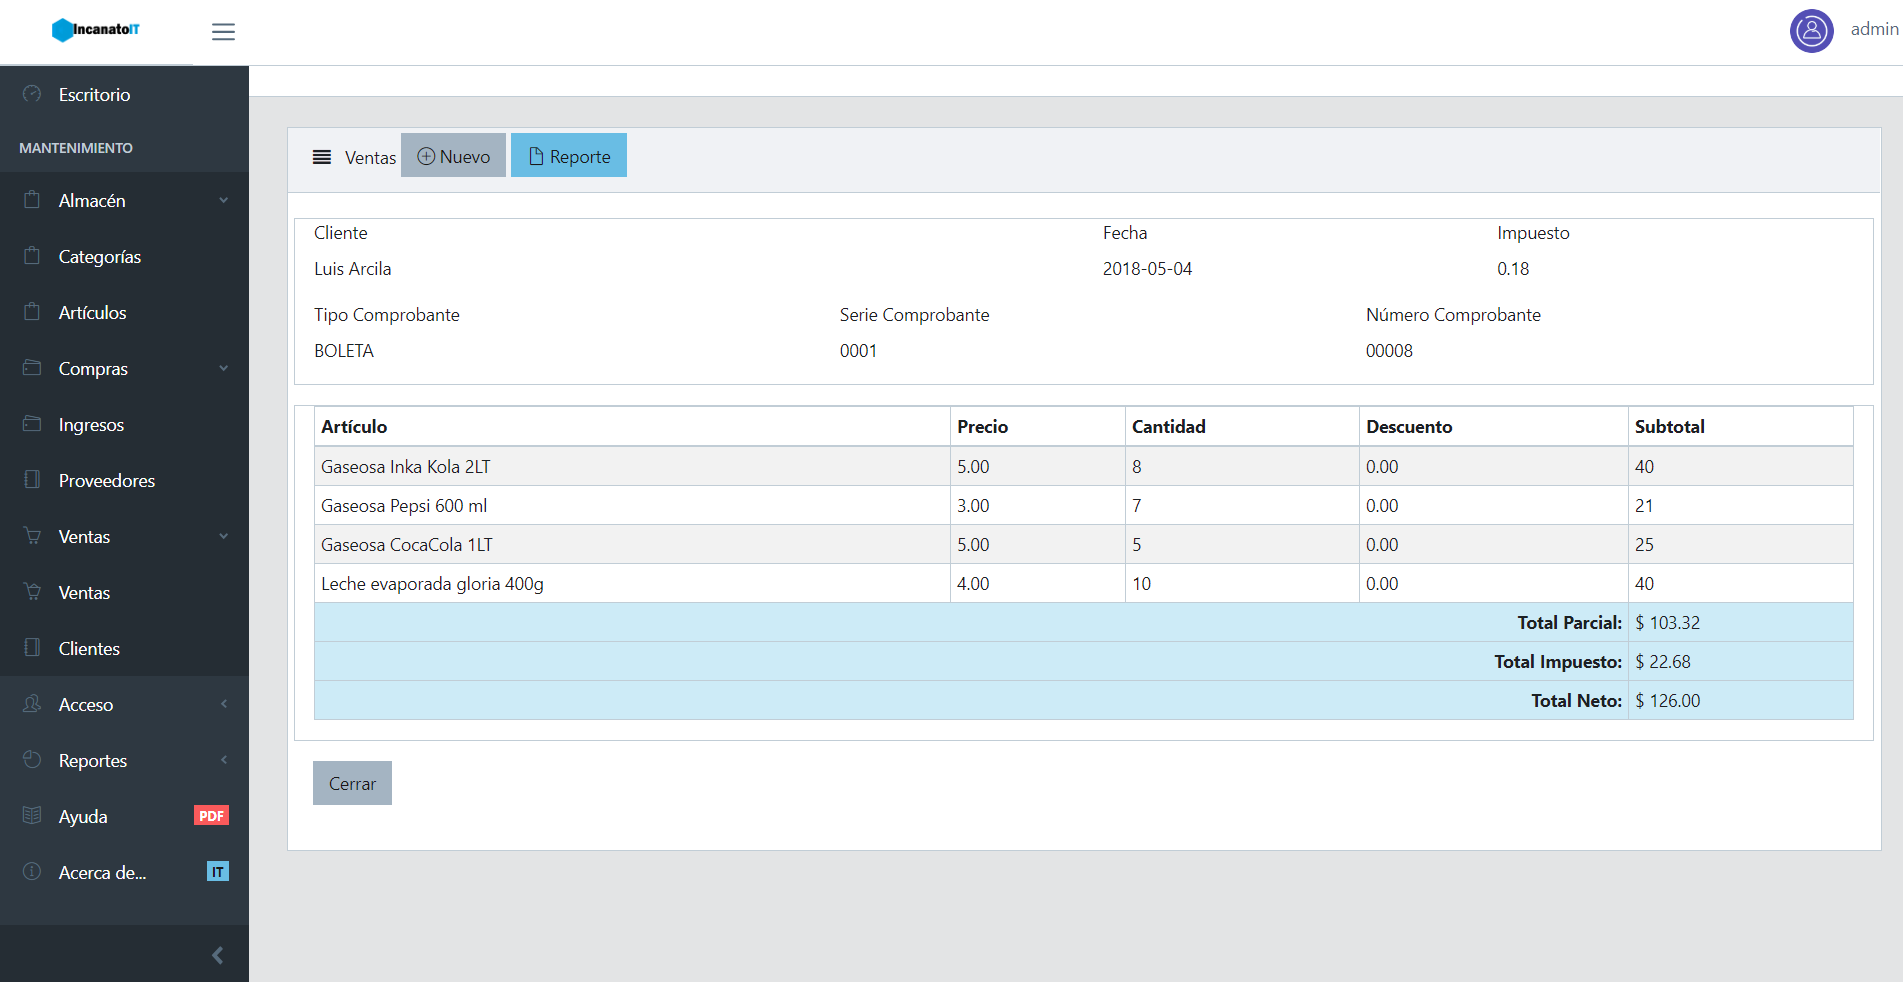 IncanatoIT
admin
Escritorio
MANTENIMIENTO
Almacén
Categorías
Artículos
Compras
Ingresos
Proveedores
Ventas
Ventas
Clientes
Acceso
Reportes
Ayuda PDF
Acerca de... IT
Ventas Nuevo Reporte
Cliente Fecha Impuesto
Luis Arcila 2018-05-04 0.18
Tipo Comprobante Serie Comprobante Número Comprobante
BOLETA 0001 00008
Artículo Precio Cantidad Descuento Subtotal
Gaseosa Inka Kola 2LT 5.00 8 0.00 40
Gaseosa Pepsi 600 ml 3.00 7 0.00 21
Gaseosa CocaCola 1LT 5.00 5 0.00 25
Leche evaporada gloria 400g 4.00 10 0.00 40
Total Parcial: $ 103.32
Total Impuesto: $ 22.68
Total Neto: $ 126.00
Cerrar